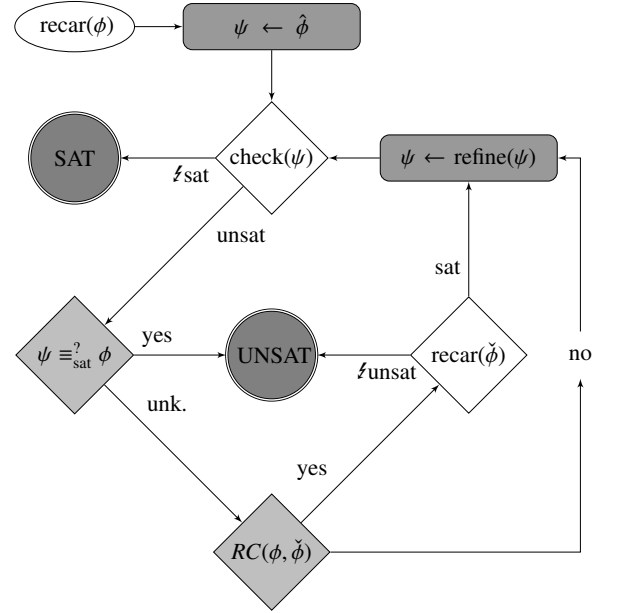 recar(ϕ)
ψ ← ϕ̂
SAT
check(ψ)
ψ ← refine(ψ)
↯sat
unsat
sat
ψ ≡?sat ϕ
yes
UNSAT
↯unsat
recar(ϕ̌)
no
unk.
yes
RC(ϕ, ϕ̌)